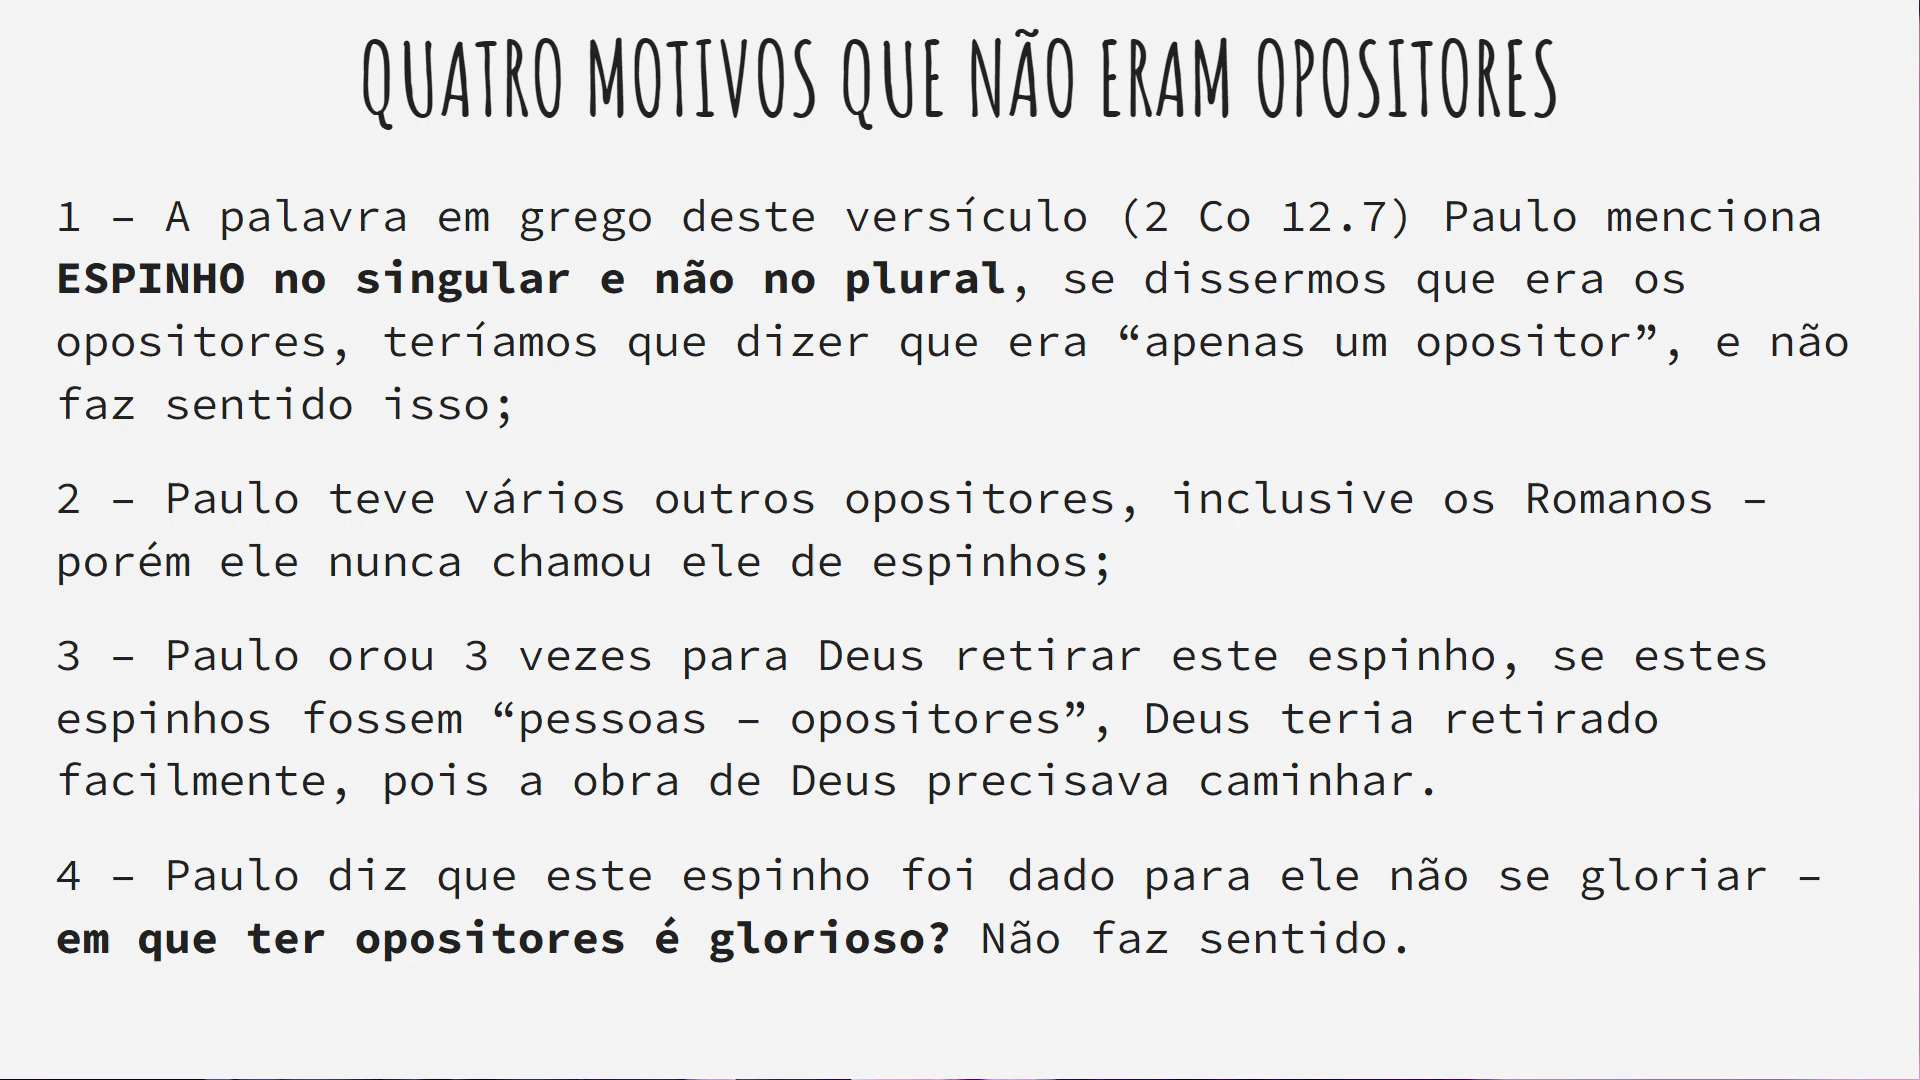 QUATRO MOTIVOS QUE NÃO ERAM OPOSITORES
1 – A palavra em grego deste versículo (2 Co 12.7) Paulo menciona
ESPINHO no singular e não no plural, se dissermos que era os
opositores, teríamos que dizer que era “apenas um opositor”, e não
faz sentido isso;
2 – Paulo teve vários outros opositores, inclusive os Romanos –
porém ele nunca chamou ele de espinhos;
3 – Paulo orou 3 vezes para Deus retirar este espinho, se estes
espinhos fossem “pessoas – opositores”, Deus teria retirado
facilmente, pois a obra de Deus precisava caminhar.
4 – Paulo diz que este espinho foi dado para ele não se gloriar –
em que ter opositores é glorioso? Não faz sentido.